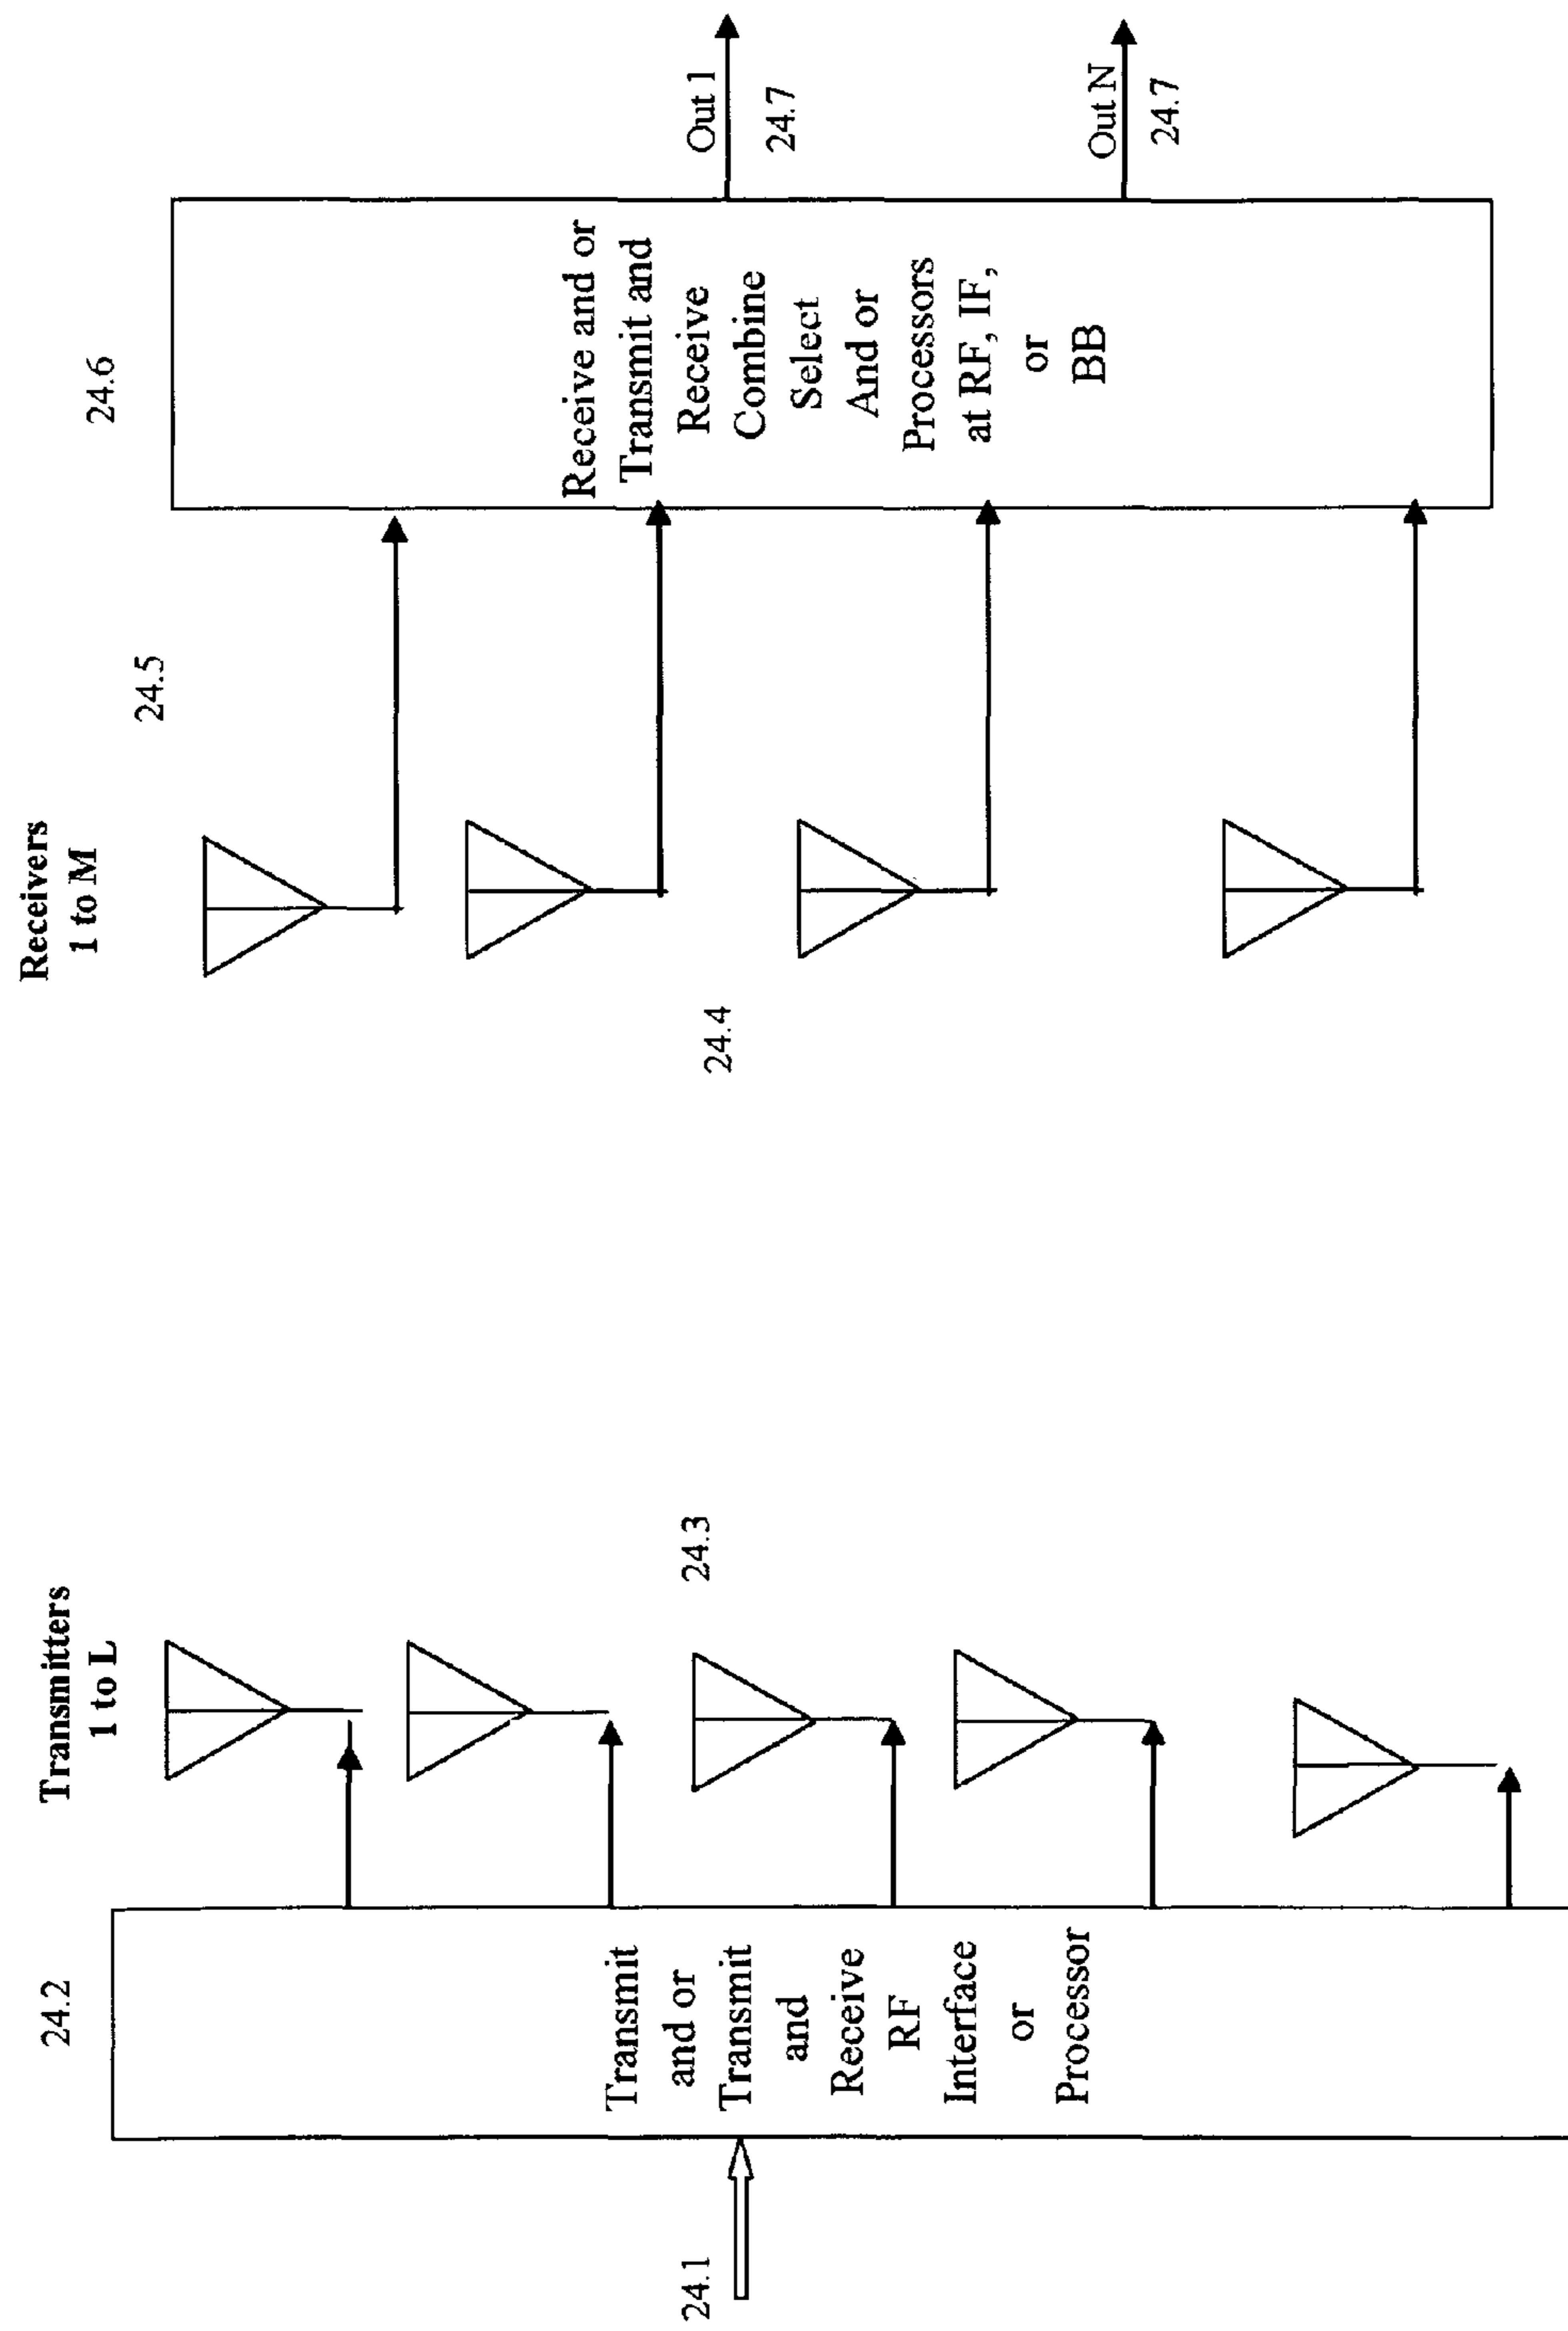 24.1
24.2
Transmit
and or
Transmit
and
Receive
RF
Interface
or
Processor
Transmitters
1 to L
24.3
24.4
Receivers
1 to M
24.5
24.6
Receive and or
Transmit and
Receive
Combine
Select
And or
Processors
at RF, IF,
or
BB
Out 1
24.7
Out N
24.7